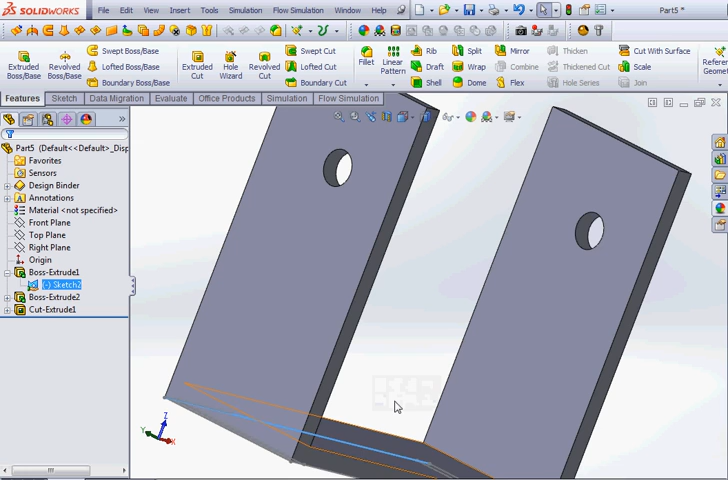 SOLIDWORKS File Edit View Insert Tools Simulation Flow Simulation Part5 *
Extruded Boss/Base
Revolved Boss/Base
Swept Boss/Base
Lofted Boss/Base
Boundary Boss/Base
Extruded Cut
Hole Wizard
Revolved Cut
Swept Cut
Lofted Cut
Boundary Cut
Fillet
Linear Pattern
Rib
Draft
Shell
Split
Wrap
Dome
Mirror
Combine
Flex
Thicken
Thickened Cut
Hole Series
Cut With Surface
Scale
Join
Features Sketch Data Migration Evaluate Office Products Simulation Flow Simulation
Part5 (Default<<Default>_Disp
Favorites
Sensors
Design Binder
Annotations
Material <not specified>
Front Plane
Top Plane
Right Plane
Origin
Boss-Extrude1
(-) Sketch2
Boss-Extrude2
Cut-Extrude1
Z
Y
X